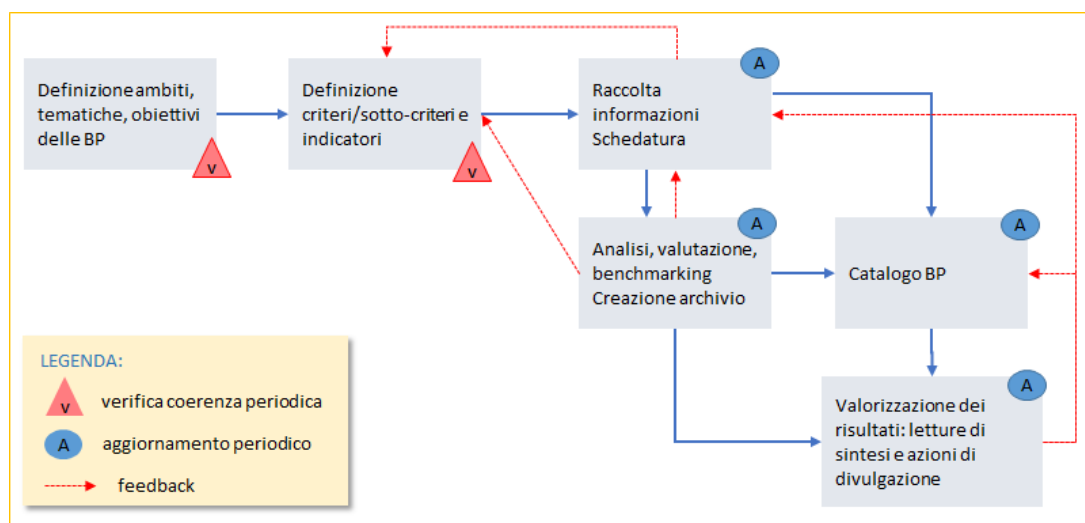 Definizione ambiti,
tematiche, obiettivi
delle BP
v
Definizione
criteri/sotto-criteri e
indicatori
v
Raccolta
informazioni
Schedatura
A
Analisi, valutazione,
benchmarking
Creazione archivio
A
Catalogo BP
A
Valorizzazione dei
risultati: letture di
sintesi e azioni di
divulgazione
A
LEGENDA:
v verifica coerenza periodica
A aggiornamento periodico
feedback